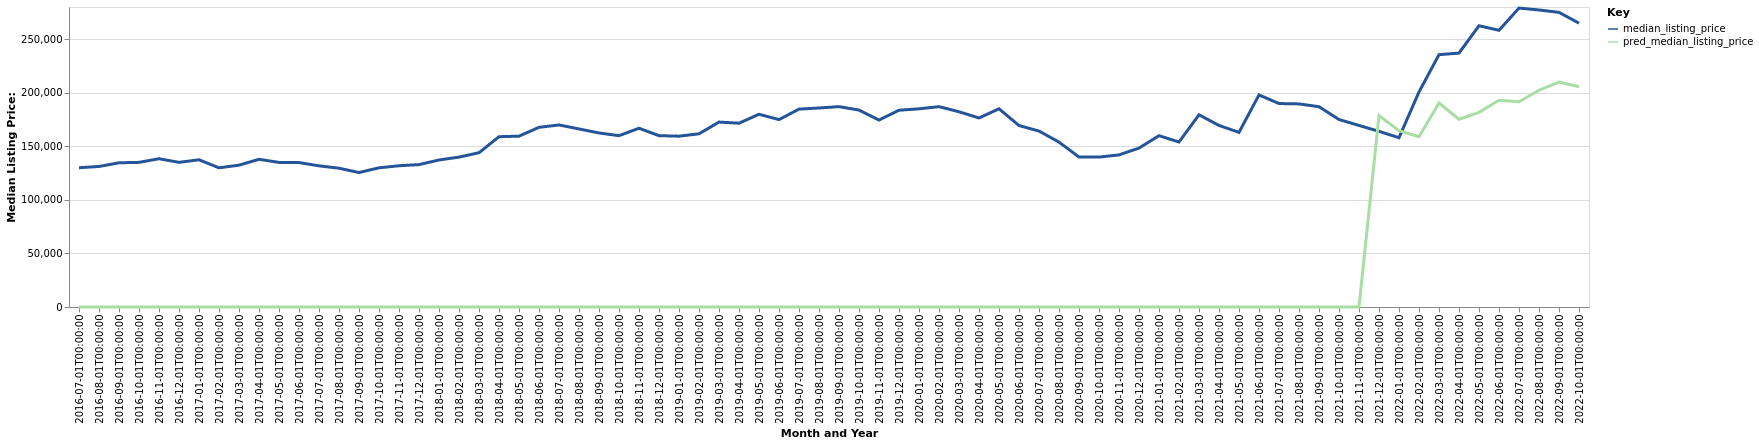 Key
median_listing_price
pred_median_listing_price
Median Listing Price:
250,000
200,000
150,000
100,000
50,000
0
2016-07-01T00:00:00
2016-08-01T00:00:00
2016-09-01T00:00:00
2016-10-01T00:00:00
2016-11-01T00:00:00
2016-12-01T00:00:00
2017-01-01T00:00:00
2017-02-01T00:00:00
2017-03-01T00:00:00
2017-04-01T00:00:00
2017-05-01T00:00:00
2017-06-01T00:00:00
2017-07-01T00:00:00
2017-08-01T00:00:00
2017-09-01T00:00:00
2017-10-01T00:00:00
2017-11-01T00:00:00
2017-12-01T00:00:00
2018-01-01T00:00:00
2018-02-01T00:00:00
2018-03-01T00:00:00
2018-04-01T00:00:00
2018-05-01T00:00:00
2018-06-01T00:00:00
2018-07-01T00:00:00
2018-08-01T00:00:00
2018-09-01T00:00:00
2018-10-01T00:00:00
2018-11-01T00:00:00
2018-12-01T00:00:00
2019-01-01T00:00:00
2019-02-01T00:00:00
2019-03-01T00:00:00
2019-04-01T00:00:00
2019-05-01T00:00:00
2019-06-01T00:00:00
2019-07-01T00:00:00
2019-08-01T00:00:00
2019-09-01T00:00:00
2019-10-01T00:00:00
2019-11-01T00:00:00
2019-12-01T00:00:00
2020-01-01T00:00:00
2020-02-01T00:00:00
2020-03-01T00:00:00
2020-04-01T00:00:00
2020-05-01T00:00:00
2020-06-01T00:00:00
2020-07-01T00:00:00
2020-08-01T00:00:00
2020-09-01T00:00:00
2020-10-01T00:00:00
2020-11-01T00:00:00
2020-12-01T00:00:00
2021-01-01T00:00:00
2021-02-01T00:00:00
2021-03-01T00:00:00
2021-04-01T00:00:00
2021-05-01T00:00:00
2021-06-01T00:00:00
2021-07-01T00:00:00
2021-08-01T00:00:00
2021-09-01T00:00:00
2021-10-01T00:00:00
2021-11-01T00:00:00
2021-12-01T00:00:00
2022-01-01T00:00:00
2022-02-01T00:00:00
2022-03-01T00:00:00
2022-04-01T00:00:00
2022-05-01T00:00:00
2022-06-01T00:00:00
2022-07-01T00:00:00
2022-08-01T00:00:00
2022-09-01T00:00:00
2022-10-01T00:00:00
Month and Year